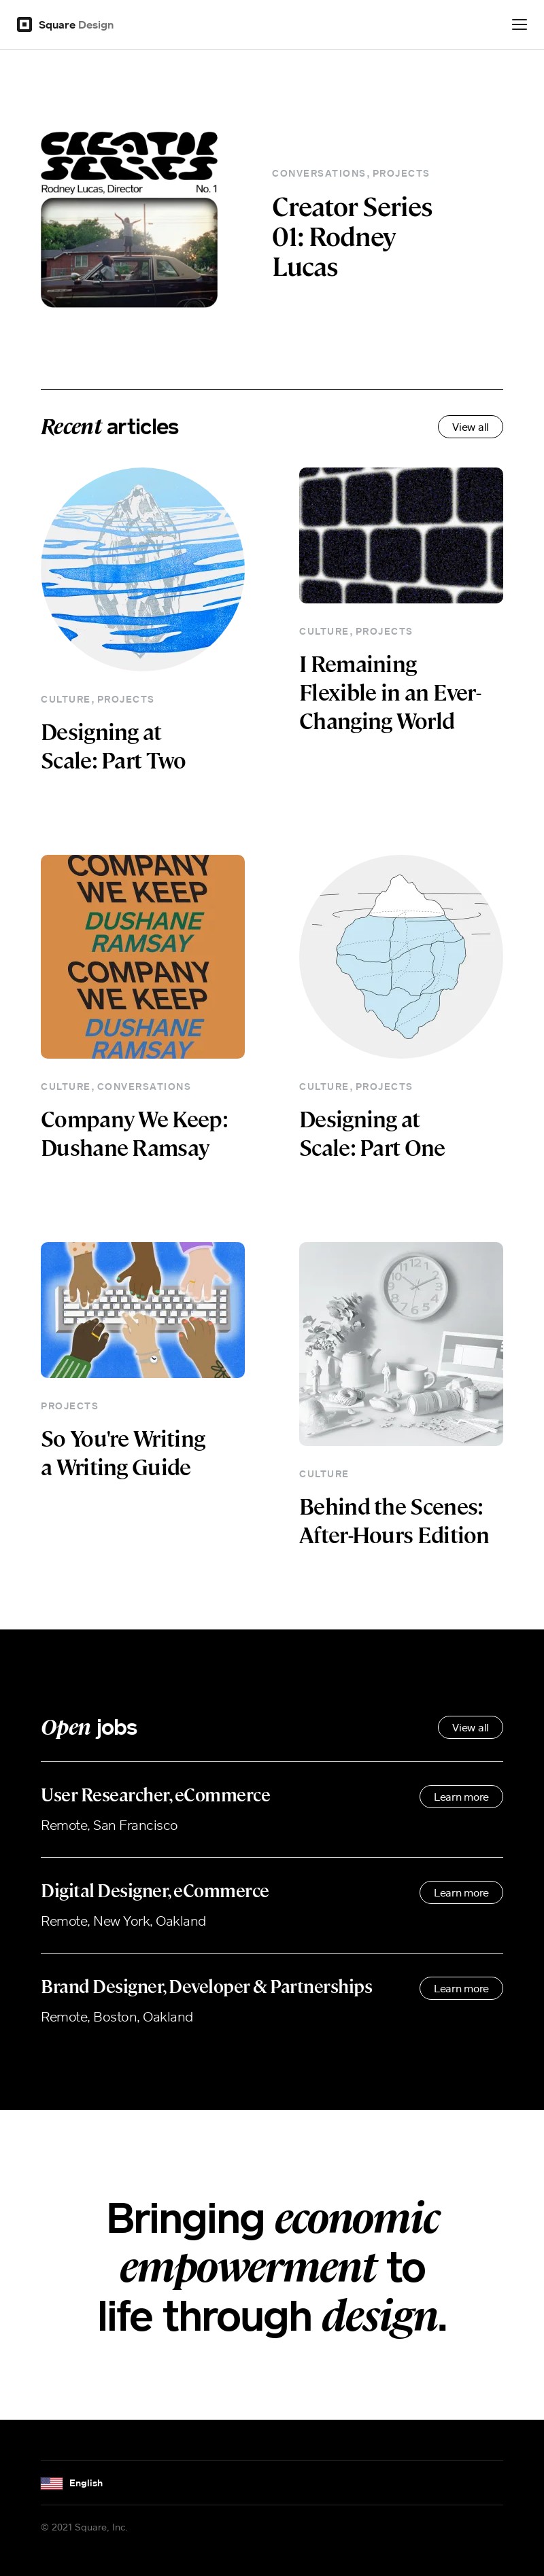 Square Design
CREATOR
SERIES
Rodney Lucas, Director No. 1
CONVERSATIONS, PROJECTS
Creator Series
01: Rodney
Lucas
Recent articles
View all
CULTURE, PROJECTS
Designing at
Scale: Part Two
CULTURE, PROJECTS
I Remaining
Flexible in an Ever-
Changing World
COMPANY
WE KEEP
DUSHANE
RAMSAY
COMPANY
WE KEEP
DUSHANE
RAMSAY
CULTURE, CONVERSATIONS
Company We Keep:
Dushane Ramsay
CULTURE, PROJECTS
Designing at
Scale: Part One
PROJECTS
So You're Writing
a Writing Guide
CULTURE
Behind the Scenes:
After-Hours Edition
Open jobs
View all
User Researcher, eCommerce
Learn more
Remote, San Francisco
Digital Designer, eCommerce
Learn more
Remote, New York, Oakland
Brand Designer, Developer & Partnerships
Learn more
Remote, Boston, Oakland
Bringing economic
empowerment to
life through design.
English
© 2021 Square, Inc.